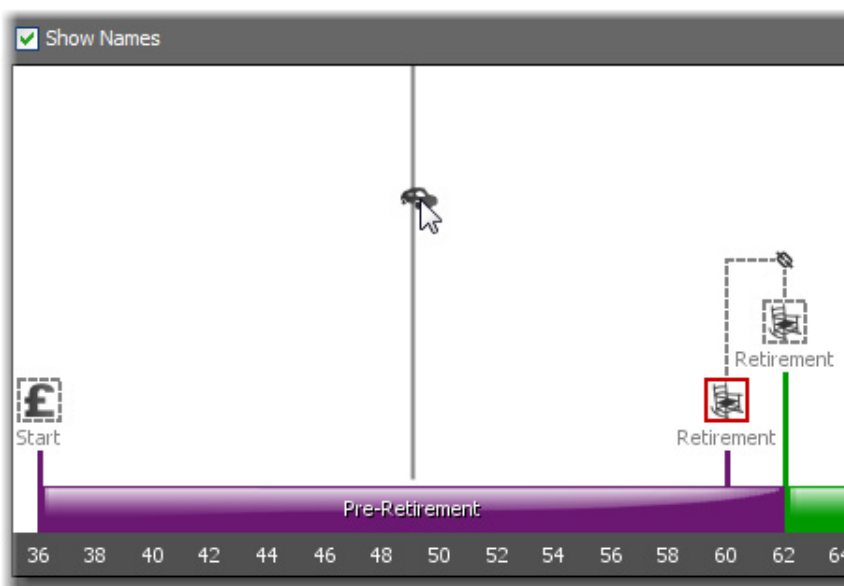 Show Names
£
Start
Retirement
Retirement
Pre-Retirement
36 38 40 42 44 46 48 50 52 54 56 58 60 62 64